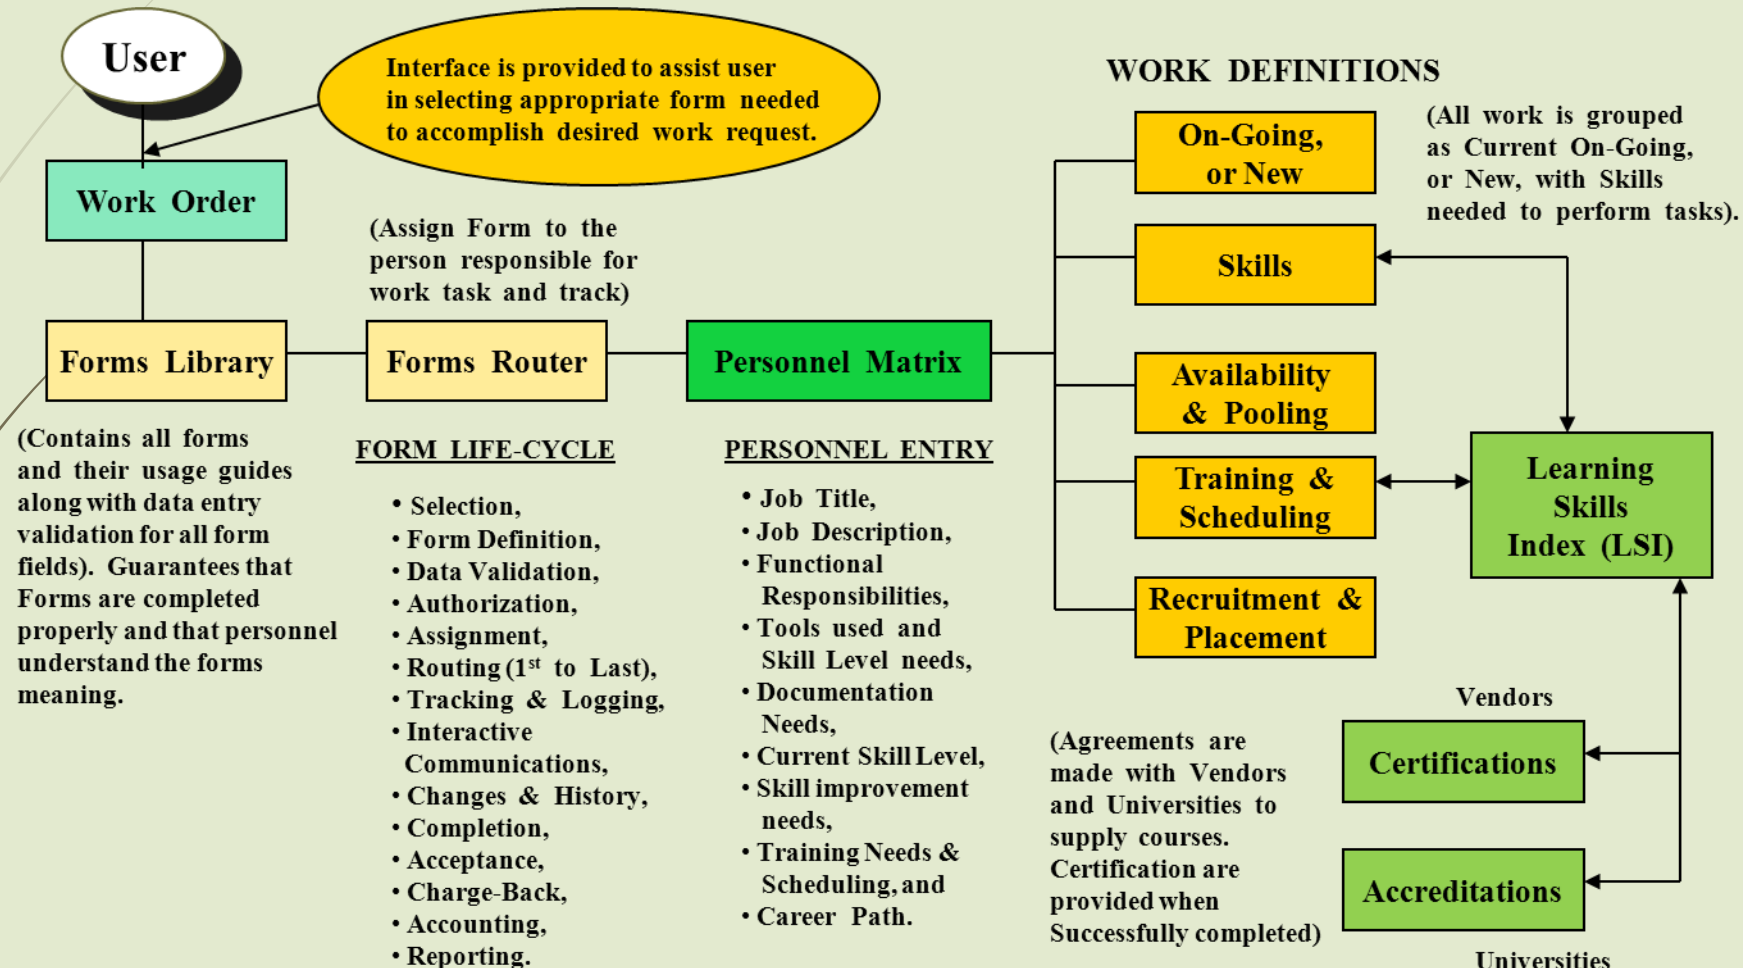 User
Interface is provided to assist user
in selecting appropriate form needed
to accomplish desired work request.
Work Order
(Assign Form to the
person responsible for
work task and track)
Forms Library
Forms Router
Personnel Matrix
(Contains all forms
and their usage guides
along with data entry
validation for all form
fields). Guarantees that
Forms are completed
properly and that personnel
understand the forms
meaning.
FORM LIFE-CYCLE
• Selection,
• Form Definition,
• Data Validation,
• Authorization,
• Assignment,
• Routing (1st to Last),
• Tracking & Logging,
• Interactive
Communications,
• Changes & History,
• Completion,
• Acceptance,
• Charge-Back,
• Accounting,
• Reporting.
PERSONNEL ENTRY
• Job Title,
• Job Description,
• Functional
Responsibilities,
• Tools used and
Skill Level needs,
• Documentation
Needs,
• Current Skill Level,
• Skill improvement
needs,
• Training Needs &
Scheduling, and
• Career Path.
WORK DEFINITIONS
On-Going,
or New
(All work is grouped
as Current On-Going,
or New, with Skills
needed to perform tasks).
Skills
Availability
& Pooling
Training &
Scheduling
Recruitment &
Placement
Learning
Skills
Index (LSI)
Vendors
Certifications
(Agreements are
made with Vendors
and Universities to
supply courses.
Certification are
provided when
Successfully completed)
Accreditations
Universities